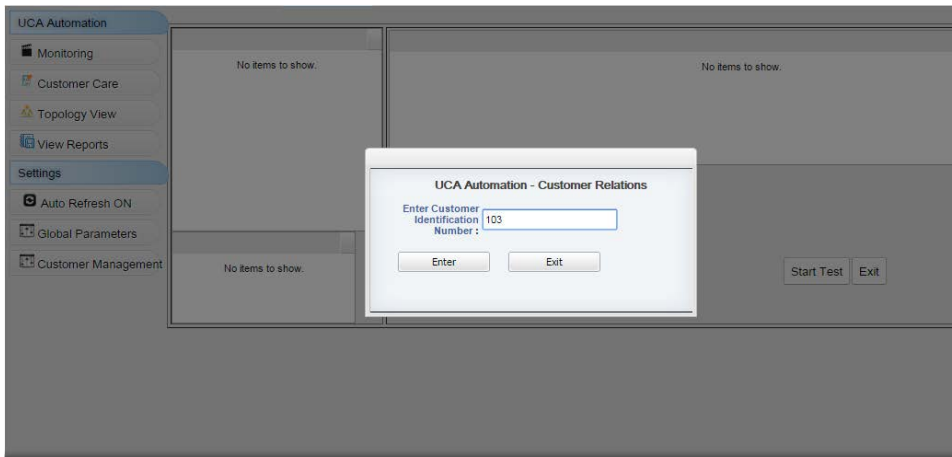 UCA Automation
Monitoring
Customer Care
Topology View
View Reports
Settings
Auto Refresh ON
Global Parameters
Customer Management
No items to show.
No items to show.
No items to show.
UCA Automation - Customer Relations
Enter Customer
Identification
Number :
103
Enter
Exit
Start Test
Exit